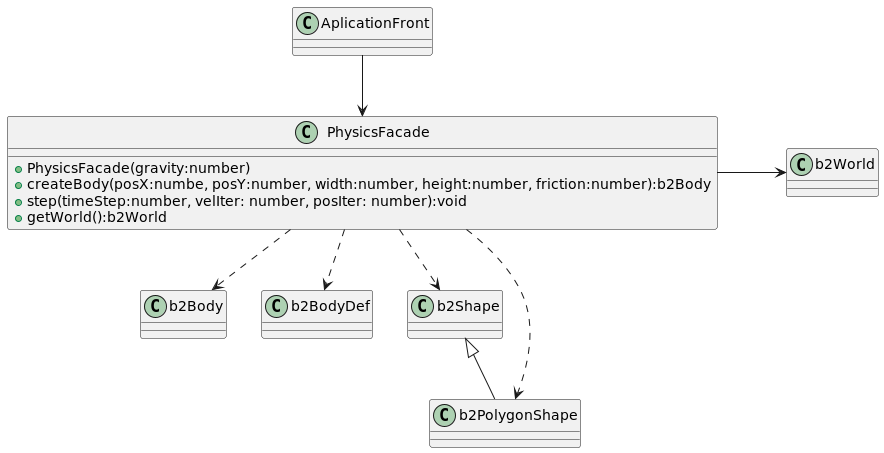 C AplicationFront
C PhysicsFacade
PhysicsFacade(gravity:number)
createBody(posX:numbe, posY:number, width:number, height:number, friction:number):b2Body
step(timeStep:number, velIter: number, posIter: number):void
getWorld():b2World
C b2World
C b2Body
C b2BodyDef
C b2Shape
C b2PolygonShape